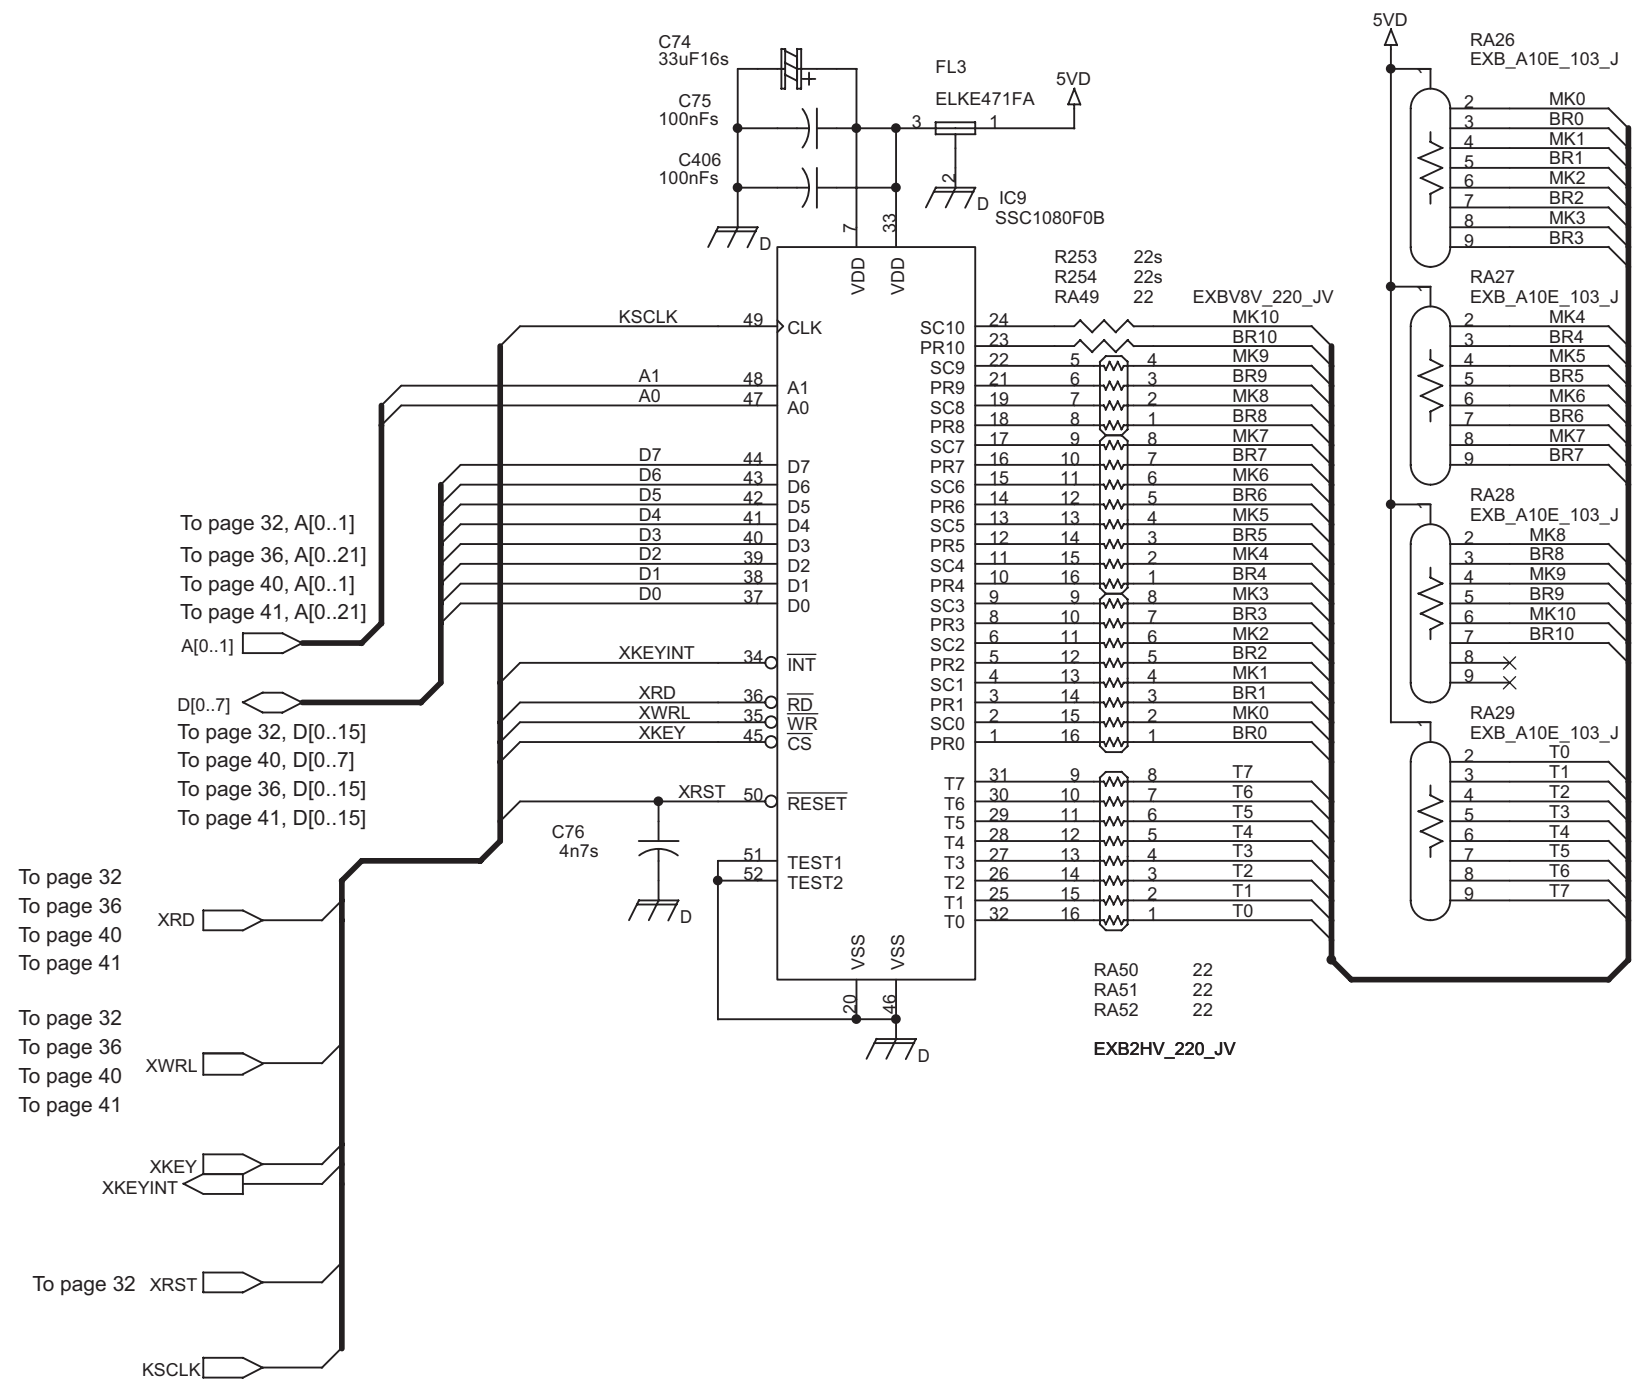 5VD
C74
33uF16s
+
C75
100nFs
C406
100nFs
D
FL3
ELKE471FA
3 1
2
5VD
D
IC9
SSC1080F0B
7 33
VDD VDD
R253 22s
R254 22s
RA49 22 EXBV8V_220_JV
KSCLK 49 CLK
A1 48 A1
A0 47 A0
D7 44 D7
D6 43 D6
D5 42 D5
D4 41 D4
D3 40 D3
D2 39 D2
D1 38 D1
D0 37 D0
XKEYINT 34 INT
XRD 36 RD
XWRL 35 WR
XKEY 45 CS
XRST 50 RESET
C76
4n7s
D
51 TEST1
52 TEST2
VSS VSS
20 46
D
SC10 24 MK10
PR10 23 BR10
SC9 22 5 4 MK9
PR9 21 6 3 BR9
SC8 19 7 2 MK8
PR8 18 8 1 BR8
SC7 17 9 8 MK7
PR7 16 10 7 BR7
SC6 15 11 6 MK6
PR6 14 12 5 BR6
SC5 13 13 4 MK5
PR5 12 14 3 BR5
SC4 11 15 2 MK4
PR4 10 16 1 BR4
SC3 9 9 8 MK3
PR3 8 10 7 BR3
SC2 6 11 6 MK2
PR2 5 12 5 BR2
SC1 4 13 4 MK1
PR1 3 14 3 BR1
SC0 2 15 2 MK0
PR0 1 16 1 BR0
T7 31 9 8 T7
T6 30 10 7 T6
T5 29 11 6 T5
T4 28 12 5 T4
T3 27 13 4 T3
T2 26 14 3 T2
T1 25 15 2 T1
T0 32 16 1 T0
RA50 22
RA51 22
RA52 22
EXB2HV_220_JV
RA26
EXB_A10E_103_J
2 MK0
3 BR0
4 MK1
5 BR1
6 MK2
7 BR2
8 MK3
9 BR3
RA27
EXB_A10E_103_J
2 MK4
3 BR4
4 MK5
5 BR5
6 MK6
7 BR6
8 MK7
9 BR7
RA28
EXB_A10E_103_J
2 MK8
3 BR8
4 MK9
5 BR9
6 MK10
7 BR10
8
9
RA29
EXB_A10E_103_J
2 T0
3 T1
4 T2
5 T3
6 T4
7 T5
8 T6
9 T7
To page 32, A[0..1]
To page 36, A[0..21]
To page 40, A[0..1]
To page 41, A[0..21]
A[0..1]
D[0..7]
To page 32, D[0..15]
To page 40, D[0..7]
To page 36, D[0..15]
To page 41, D[0..15]
To page 32
To page 36
XRD
To page 40
To page 41
To page 32
To page 36
XWRL
To page 40
To page 41
XKEY
XKEYINT
To page 32 XRST
KSCLK